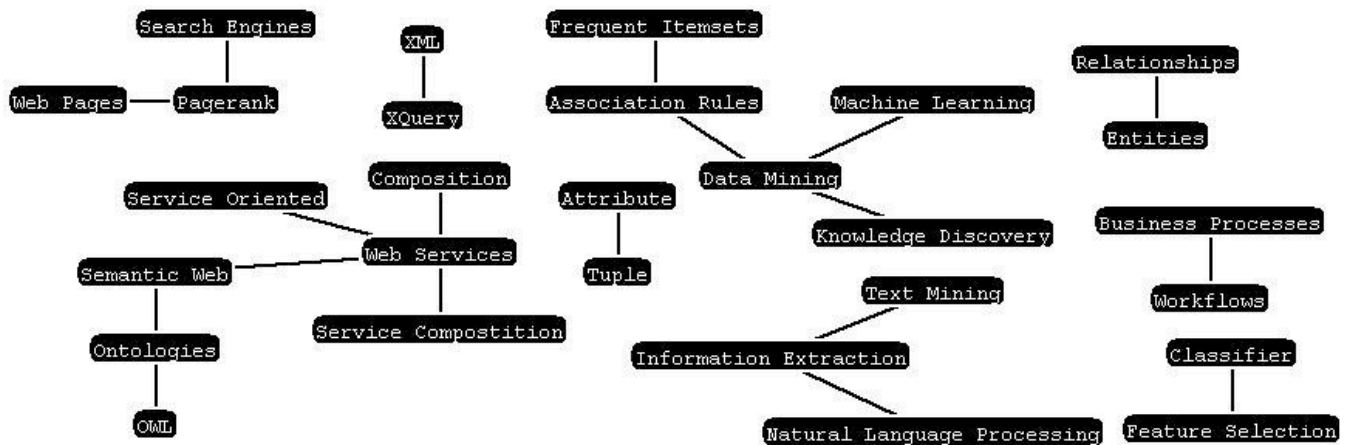 Search Engines
XML
Frequent Itemsets
Relationships
Web Pages
Pagerank
XQuery
Association Rules
Machine Learning
Entities
Service Oriented
Composition
Attribute
Data Mining
Business Processes
Semantic Web
Web Services
Tuple
Knowledge Discovery
Text Mining
Workflows
Ontologies
Service Compostition
Information Extraction
Classifier
OWL
Natural Language Processing
Feature Selection